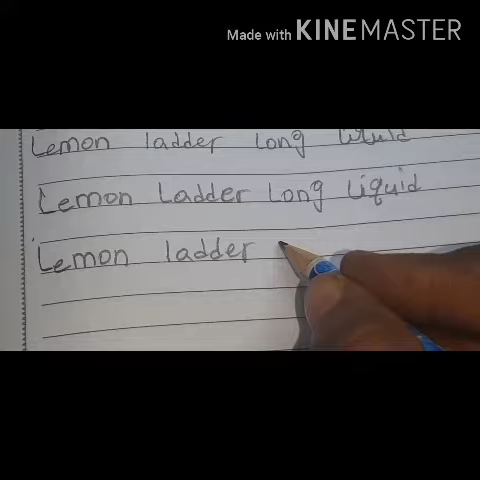 Made with KINEMASTER
Lemon ladder Long
Lemon Ladder Long Liquid
Lemon ladder